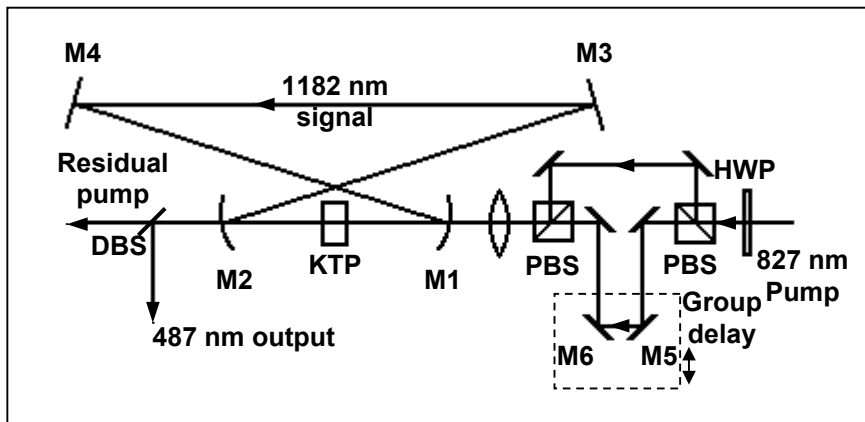 M4
M3
1182 nm
signal
Residual
pump
HWP
DBS
M2
KTP
M1
PBS
PBS
827 nm
Pump
Group
delay
487 nm output
M6
M5